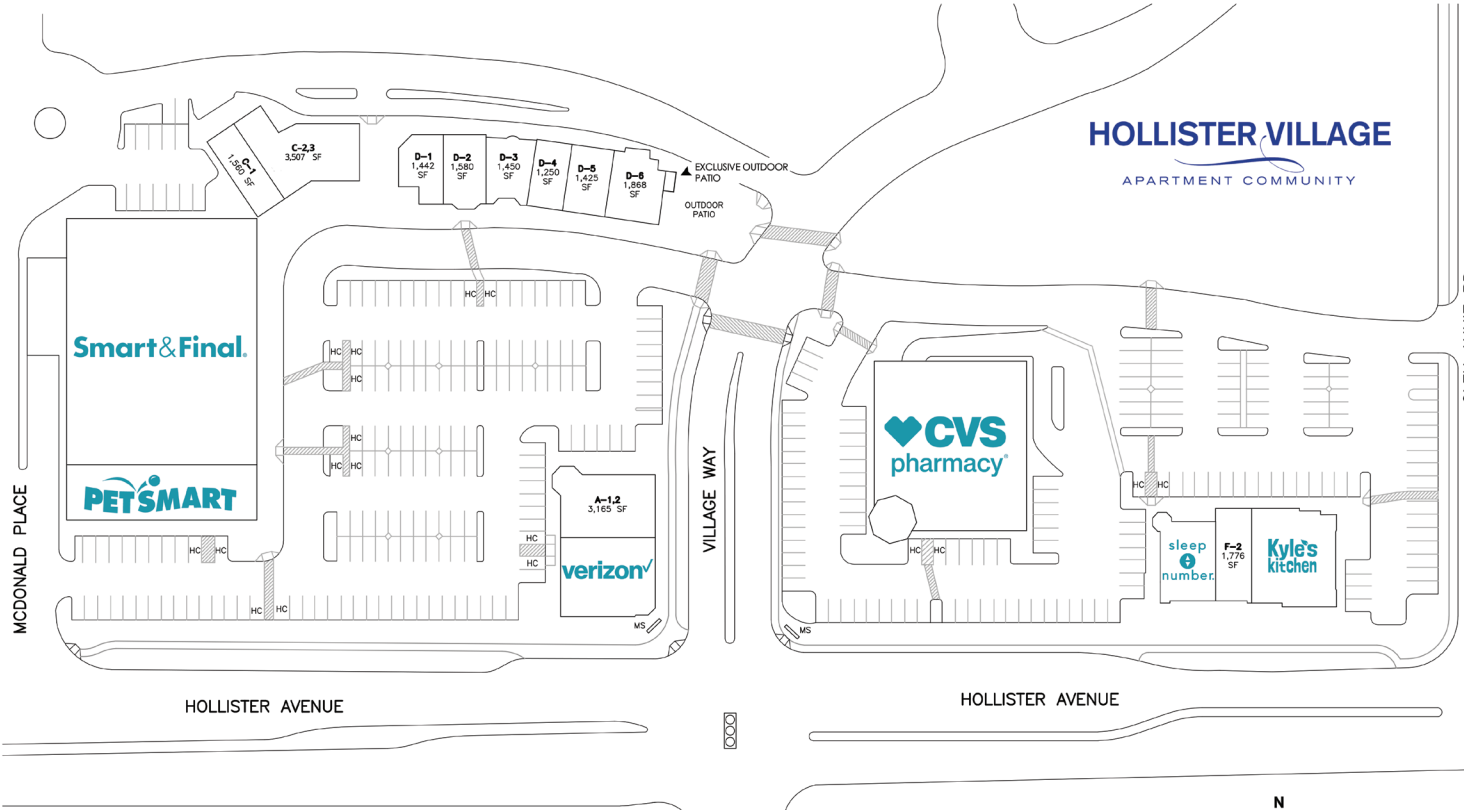 HOLLISTER VILLAGE
APARTMENT COMMUNITY
C-1
1,560 SF
C-2,3
3,507 SF
D-1
1,442
SF
D-2
1,580
SF
D-3
1,450
SF
D-4
1,250
SF
D-5
1,425
SF
D-6
1,868
SF
EXCLUSIVE OUTDOOR
PATIO
OUTDOOR
PATIO
HC HC
Smart&Final.
HC HC
HC
HC
HC HC
PETSMART
HC HC
HC HC
A-1,2
3,165 SF
HC
HC
verizon✓
MS
MCDONALD PLACE
VILLAGE WAY
CVS
pharmacy®
HC HC
MS
HC HC
sleep
number.
F-2
1,776
SF
Kyle's
kitchen
HOLLISTER AVENUE
HOLLISTER AVENUE
N